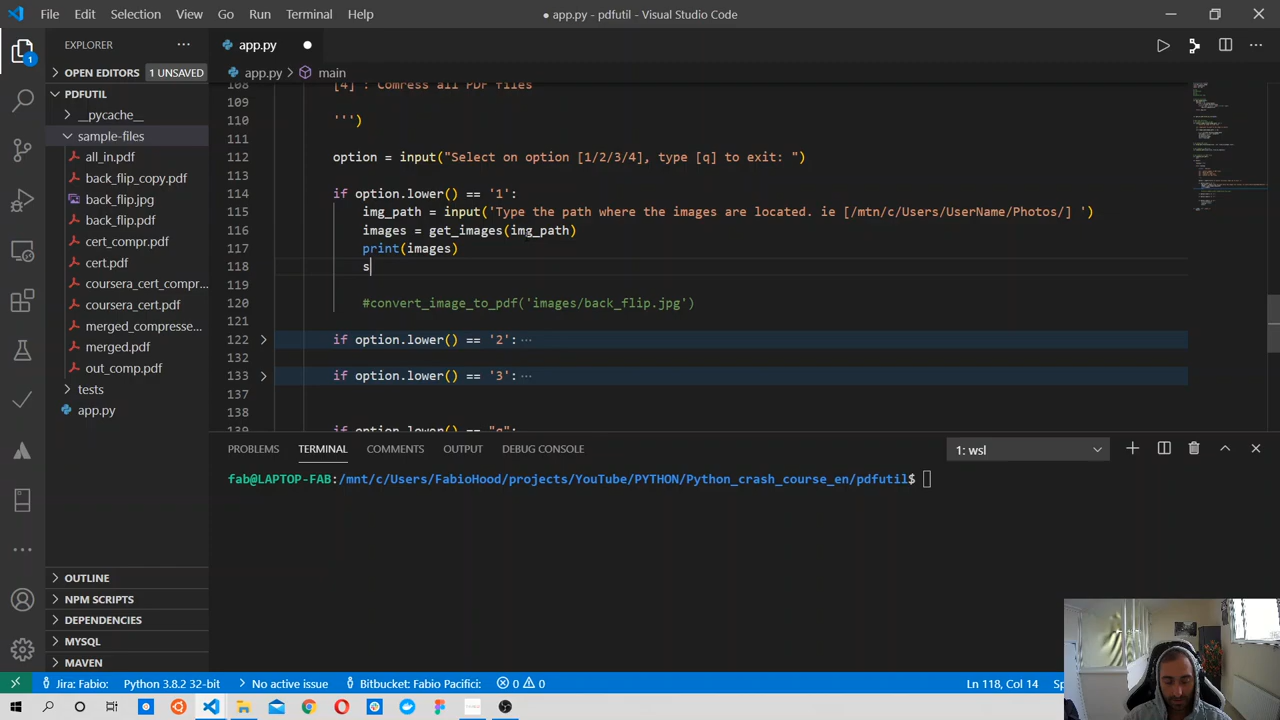 File Edit Selection View Go Run Terminal Help
● app.py - pdfutil - Visual Studio Code
EXPLORER
app.py
OPEN EDITORS 1 UNSAVED
app.py > main
PDFUTIL
__pycache__
sample-files
all_in.pdf
back_flip_copy.pdf
back_flip.jpg
back_flip.pdf
cert_compr.pdf
cert.pdf
coursera_cert_compr...
coursera_cert.pdf
merged_compresse...
merged.pdf
out_comp.pdf
tests
app.py
OUTLINE
NPM SCRIPTS
DEPENDENCIES
MYSQL
MAVEN
108 [4] : Comress all PDF files
109
110 ''')
111
112 option = input("Select on option [1/2/3/4], type [q] to exit: ")
113
114 if option.lower() == '1':
115 img_path = input('Type the path where the images are located. ie [/mtn/c/Users/UserName/Photos/] ')
116 images = get_images(img_path)
117 print(images)
118 s
119
120 #convert_image_to_pdf('images/back_flip.jpg')
121
122 if option.lower() == '2': ...
132
133 if option.lower() == '3': ...
137
138
139 if option.lower() == "q":
PROBLEMS TERMINAL COMMENTS OUTPUT DEBUG CONSOLE
1: wsl
fab@LAPTOP-FAB:/mnt/c/Users/FabioHood/projects/YouTube/PYTHON/Python_crash_course_en/pdfutil$
Jira: Fabio: Python 3.8.2 32-bit No active issue Bitbucket: Fabio Pacific: 0 0 Ln 118, Col 14